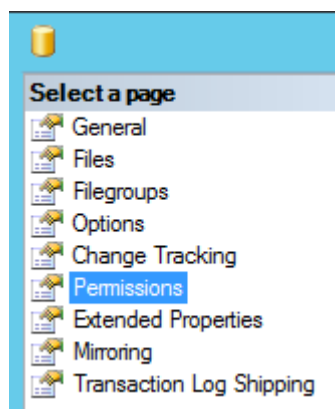 Select a page
General
Files
Filegroups
Options
Change Tracking
Permissions
Extended Properties
Mirroring
Transaction Log Shipping